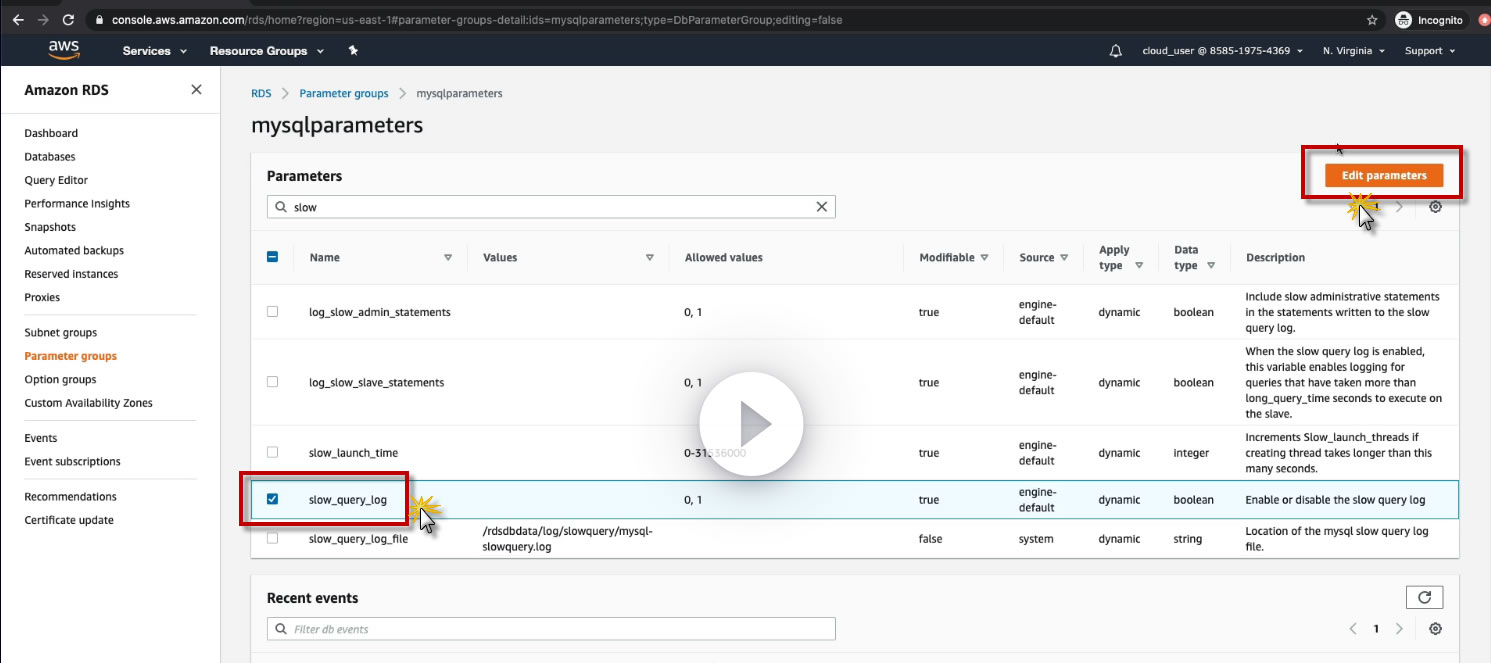 console.aws.amazon.com/rds/home?region=us-east-1#parameter-groups-detail:ids=mysqlparameters;type=DbParameterGroup;editing=false
Incognito
aws
Services
Resource Groups
cloud_user @ 8585-1975-4369
N. Virginia
Support
Amazon RDS
Dashboard
Databases
Query Editor
Performance Insights
Snapshots
Automated backups
Reserved instances
Proxies
Subnet groups
Parameter groups
Option groups
Custom Availability Zones
Events
Event subscriptions
Recommendations
Certificate update
RDS > Parameter groups > mysqlparameters
mysqlparameters
Parameters
Edit parameters
slow
1
Name
Values
Allowed values
Modifiable
Source
Apply
type
Data
type
Description
log_slow_admin_statements
0, 1
true
engine-
default
dynamic
boolean
Include slow administrative statements
in the statements written to the slow
query log.
log_slow_slave_statements
0, 1
true
engine-
default
dynamic
boolean
When the slow query log is enabled,
this variable enables logging for
queries that have taken more than
long_query_time seconds to execute on
the slave.
slow_launch_time
0-31536000
true
engine-
default
dynamic
integer
Increments Slow_launch_threads if
creating thread takes longer than this
many seconds.
slow_query_log
0, 1
true
engine-
default
dynamic
boolean
Enable or disable the slow query log
slow_query_log_file
/rdsdbdata/log/slowquery/mysql-
slowquery.log
false
system
dynamic
string
Location of the mysql slow query log
file.
Recent events
Filter db events
1